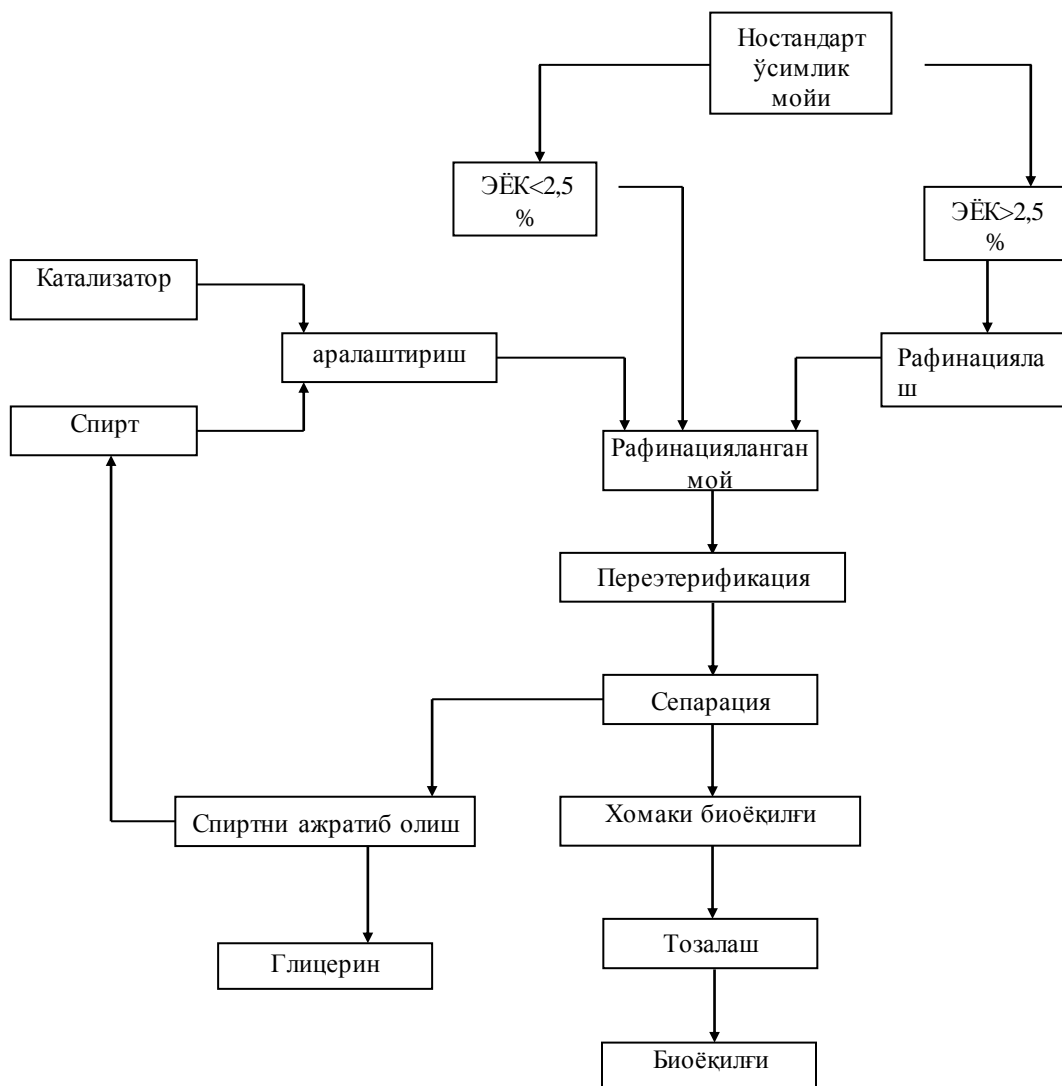 Ностандарт
ўсимлик
мойи
ЭЁК<2,5
%
ЭЁК>2,5
%
Катализатор
аралаштириш
Рафинацияла
ш
Спирт
Рафинацияланган
мой
Переэтерификация
Сепарация
Спиртни ажратиб олиш
Хомаки биоёқилғи
Тозалаш
Глицерин
Биоёқилғи